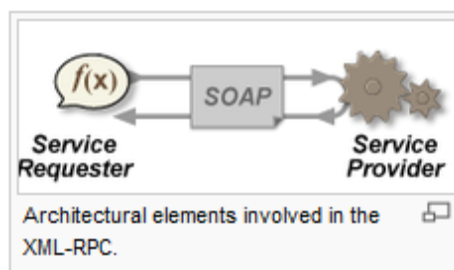 f(x)
SOAP
Service
Requester
Service
Provider
Architectural elements involved in the
XML-RPC.